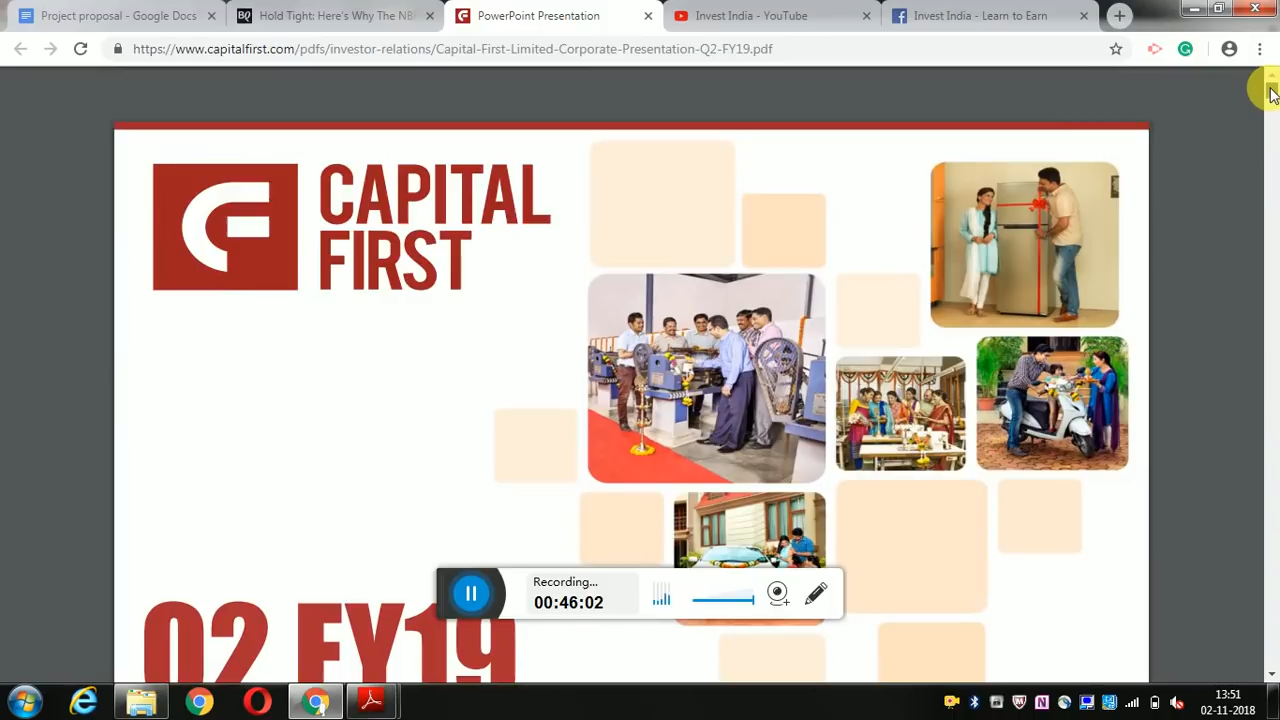 Project proposal - Google Docs
BQ Hold Tight: Here's Why The NB
PowerPoint Presentation
Invest India - YouTube
Invest India - Learn to Earn
https://www.capitalfirst.com/pdfs/investor-relations/Capital-First-Limited-Corporate-Presentation-Q2-FY19.pdf
CAPITAL
FIRST
Recording...
00:46:02
Q2 FY19
13:51
02-11-2018